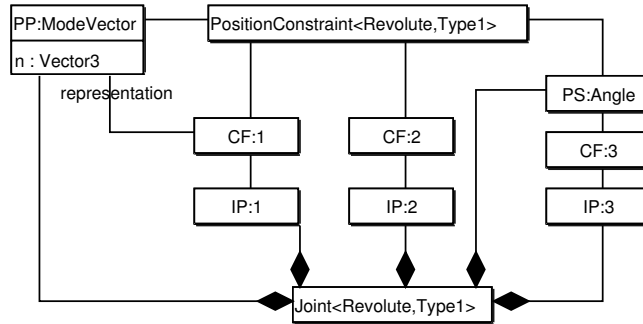 PP:ModeVector
PositionConstraint<Revolute,Type1>
n : Vector3
representation
PS:Angle
CF:1
CF:2
CF:3
IP:1
IP:2
IP:3
Joint<Revolute,Type1>